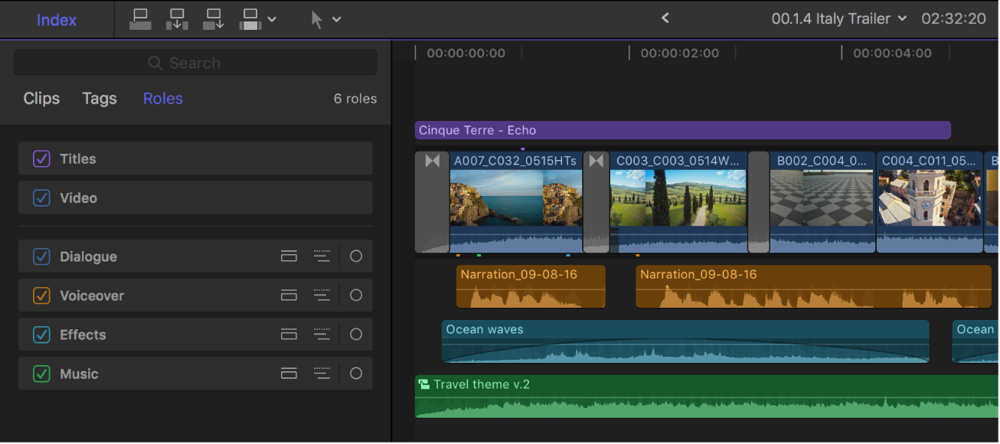 Index
00.1.4 Italy Trailer 02:32:20
Search
Clips Tags Roles 6 roles
Titles
Video
Dialogue
Voiceover
Effects
Music
00:00:00:00 00:00:02:00 00:00:04:00
Cinque Terre - Echo
A007_C032_0515HTs C003_C003_0514W... B002_C004_0... C004_C011_05... B
Narration_09-08-16 Narration_09-08-16
Ocean waves Ocean
Travel theme v.2